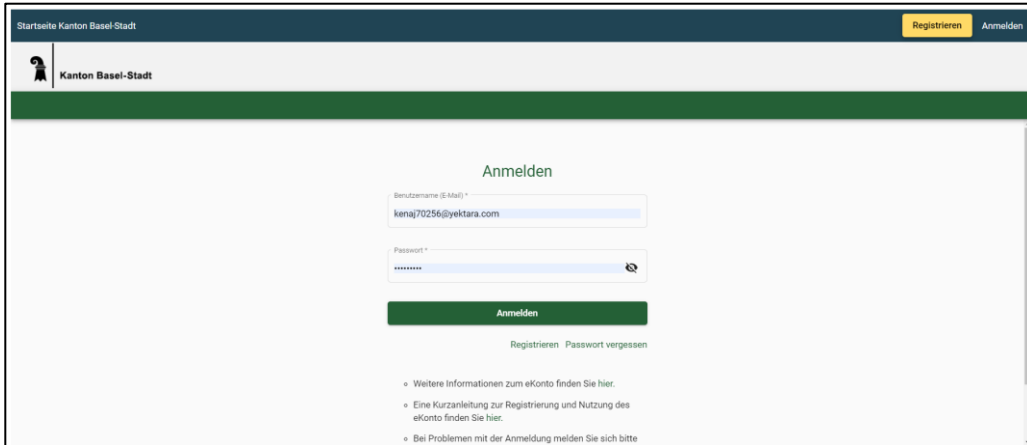 Startseite Kanton Basel-Stadt
Registrieren Anmelden
Kanton Basel-Stadt
Anmelden
Benutzername (E-Mail) *
kenaj70256@yektara.com
Passwort *
•••••••••
Anmelden
Registrieren Passwort vergessen
Weitere Informationen zum eKonto finden Sie hier.
Eine Kurzanleitung zur Registrierung und Nutzung des
eKonto finden Sie hier.
Bei Problemen mit der Anmeldung melden Sie sich bitte